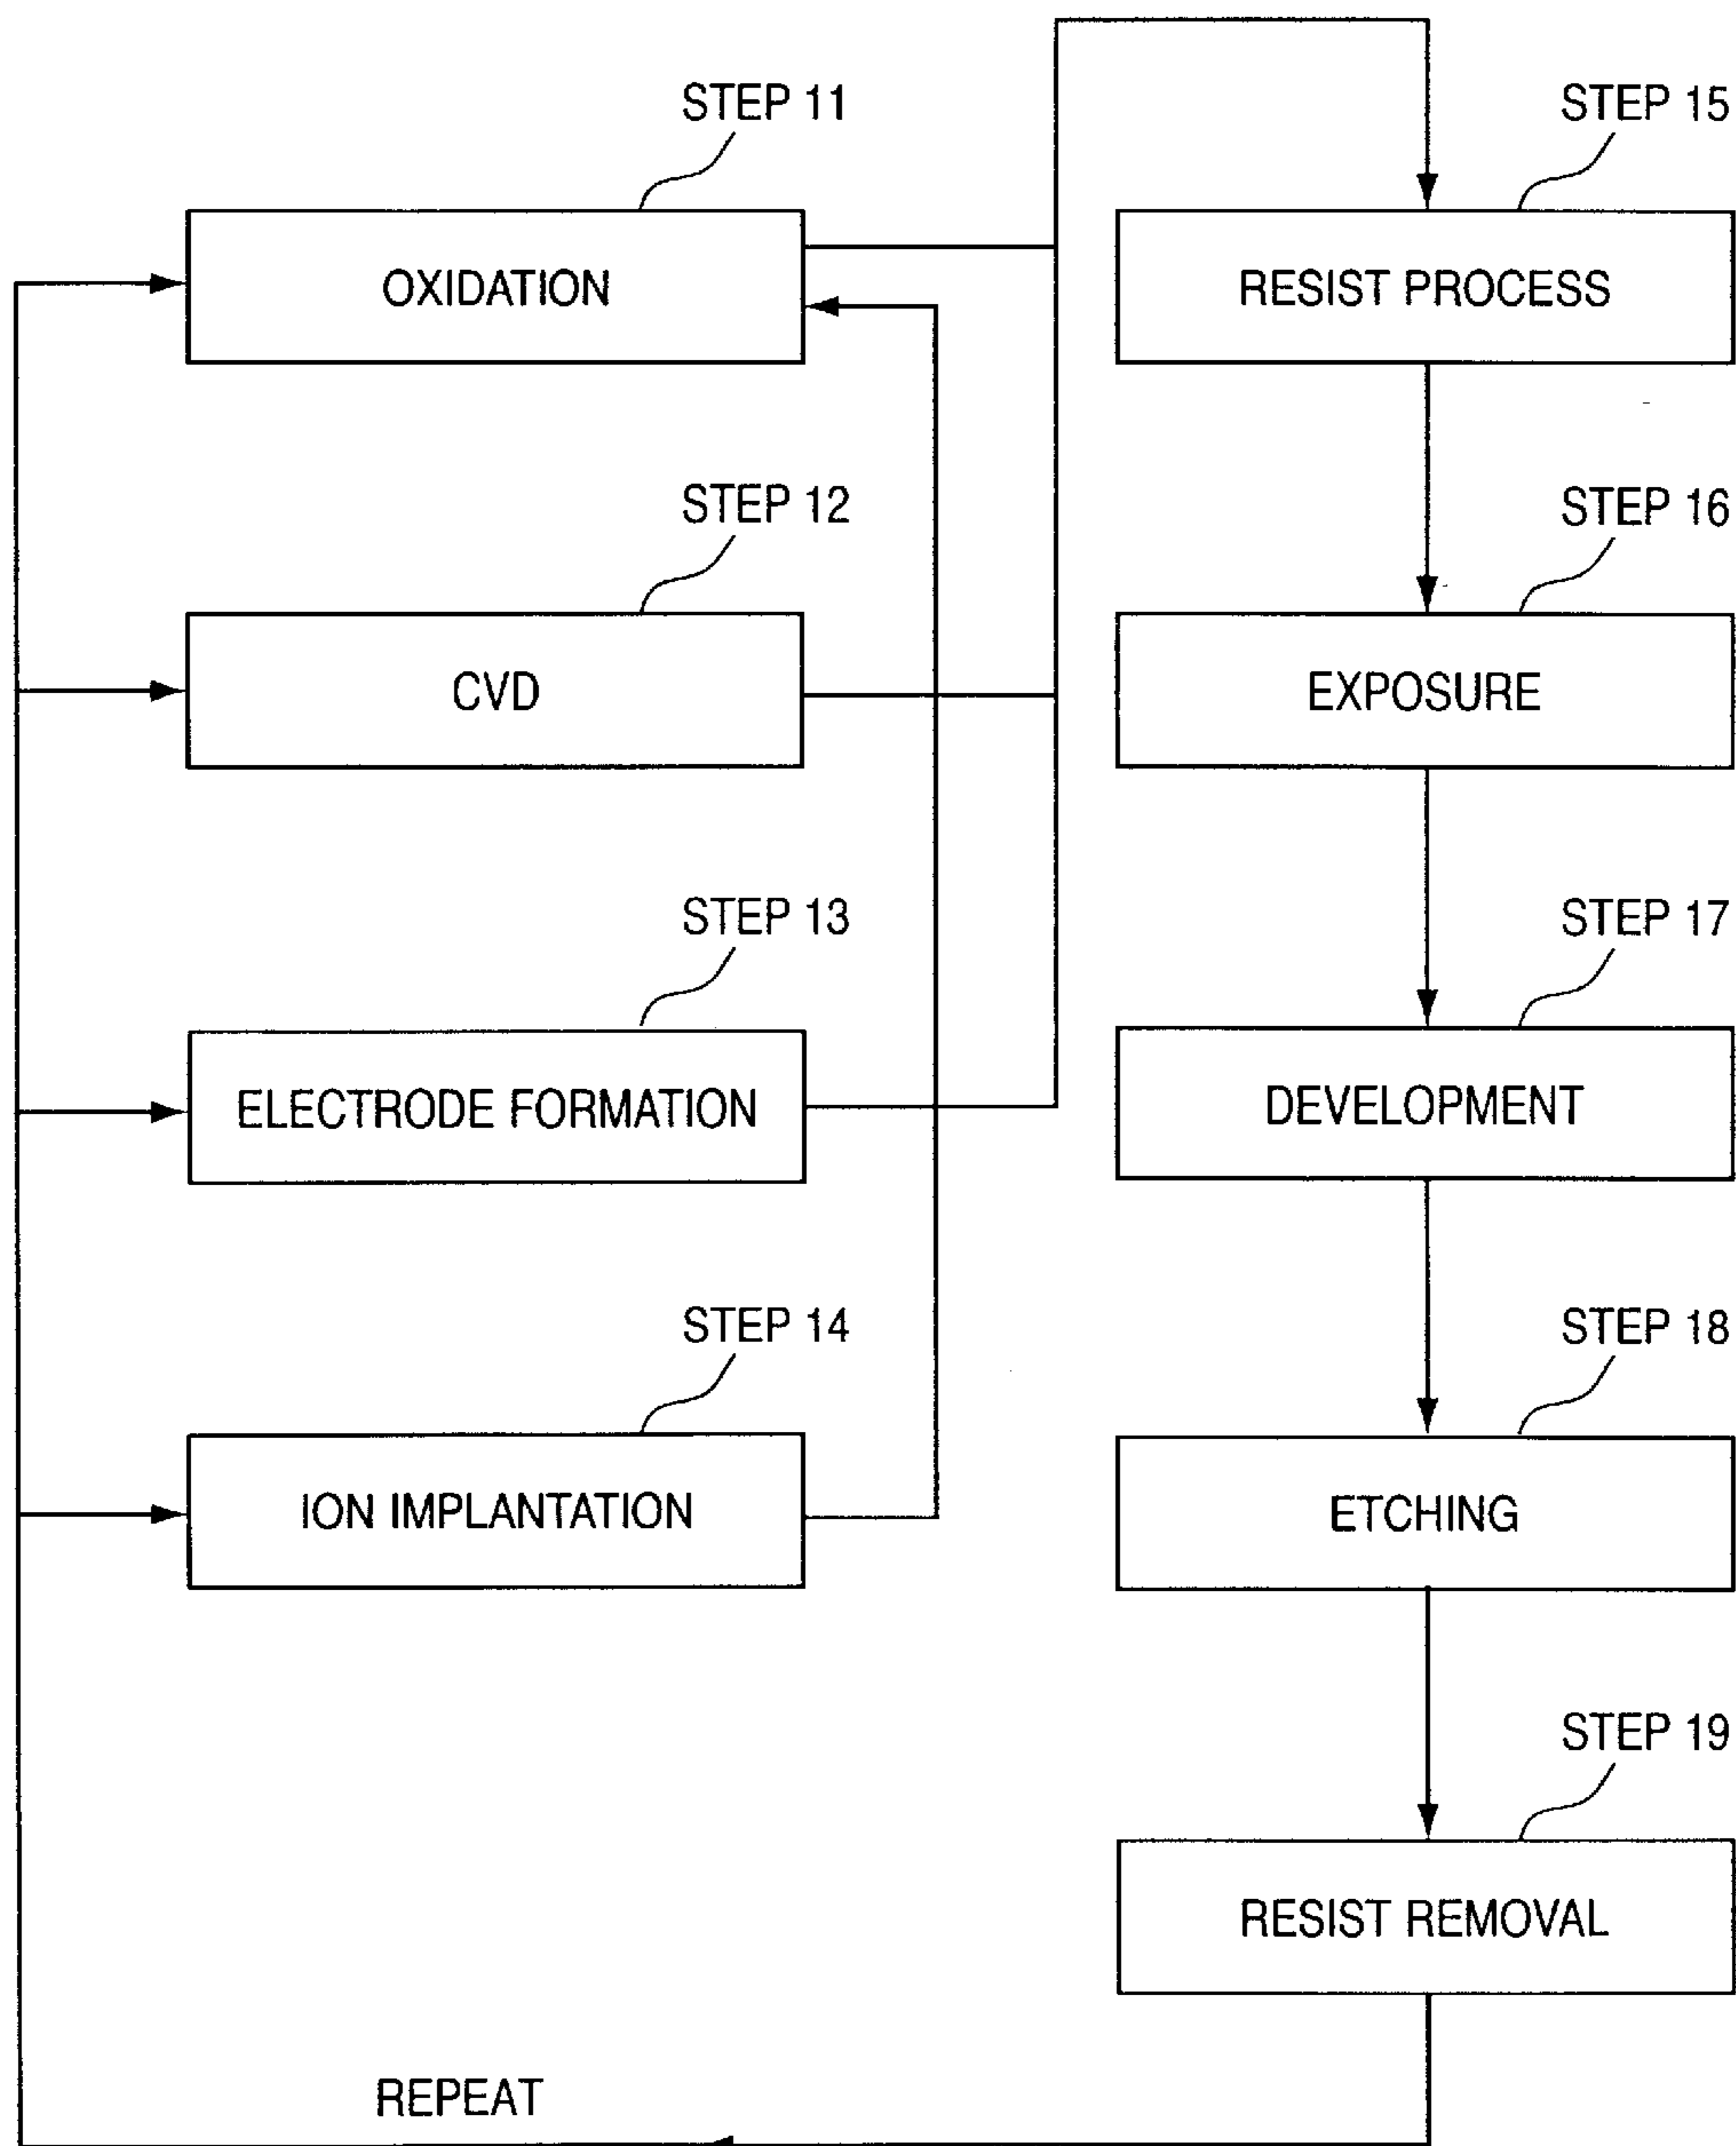 STEP 11
OXIDATION
STEP 12
CVD
STEP 13
ELECTRODE FORMATION
STEP 14
ION IMPLANTATION
STEP 15
RESIST PROCESS
STEP 16
EXPOSURE
STEP 17
DEVELOPMENT
STEP 18
ETCHING
STEP 19
RESIST REMOVAL
REPEAT